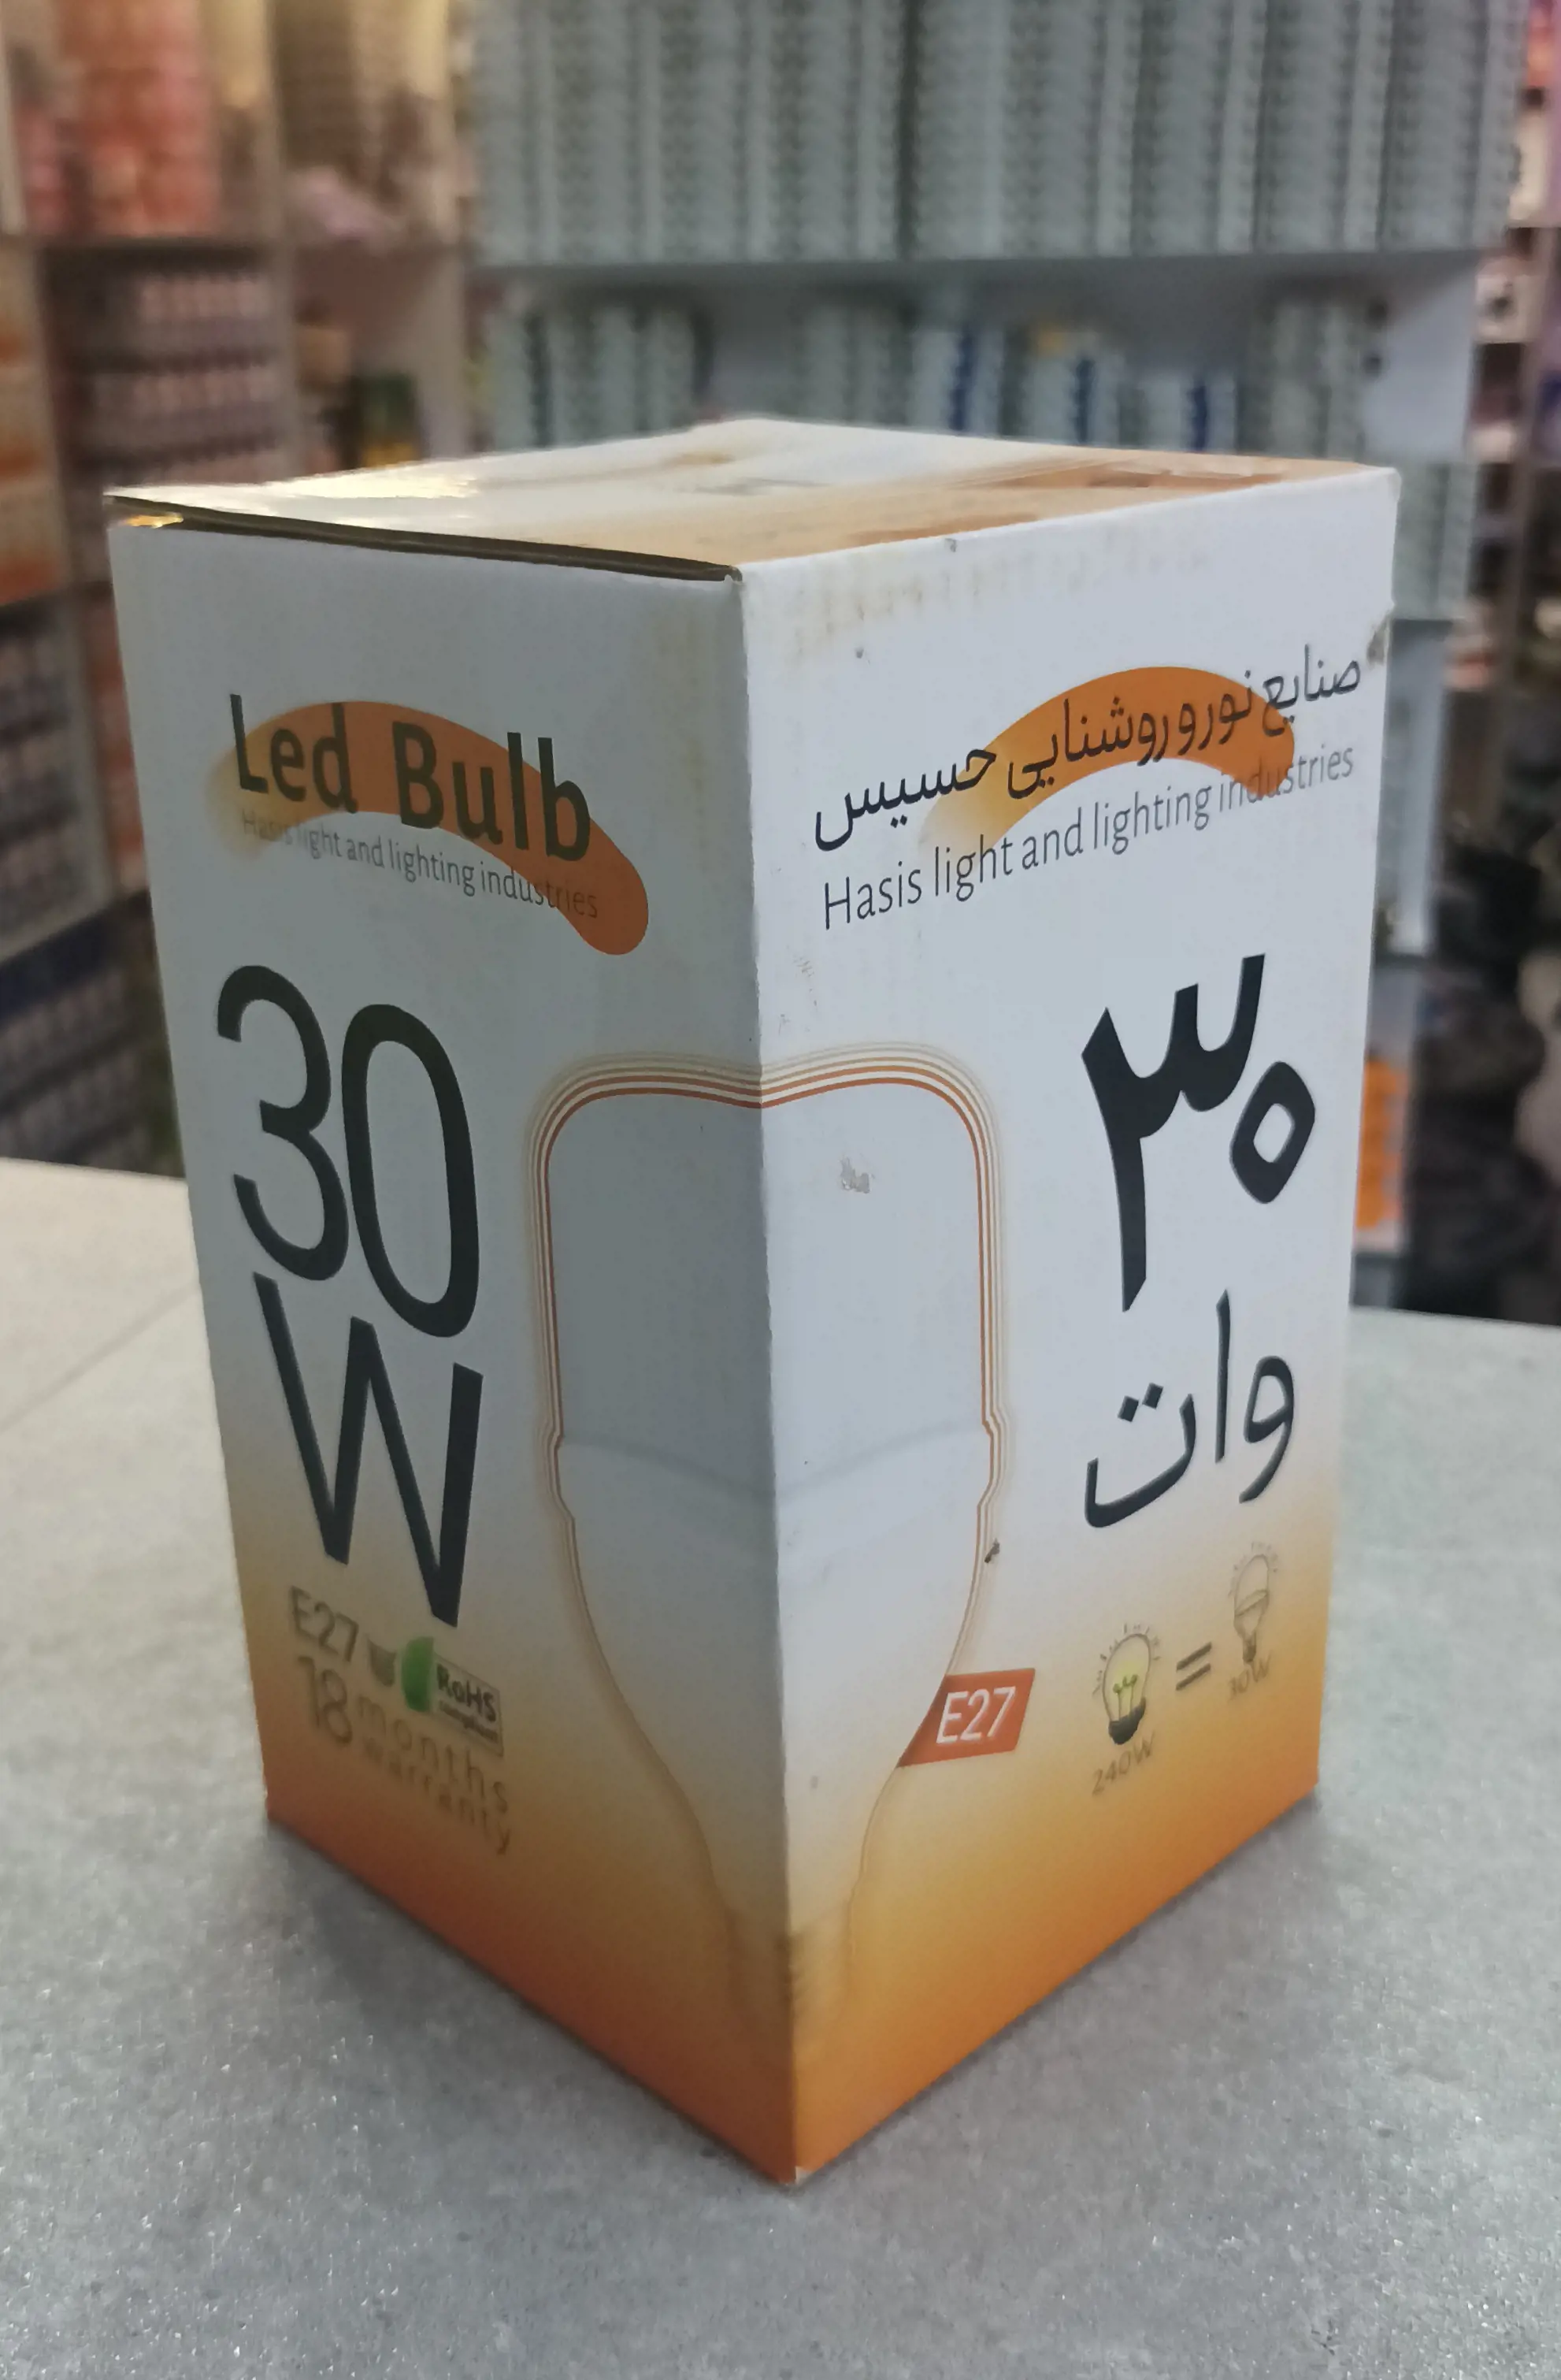 Led Bulb
Hasis light and lighting industries
30
W
E27
RoHS
compliant
18 months
warranty
صنایع نور و روشنایی حسیس
Hasis light and lighting industries
۳۰
وات
E27
=
240W
30W